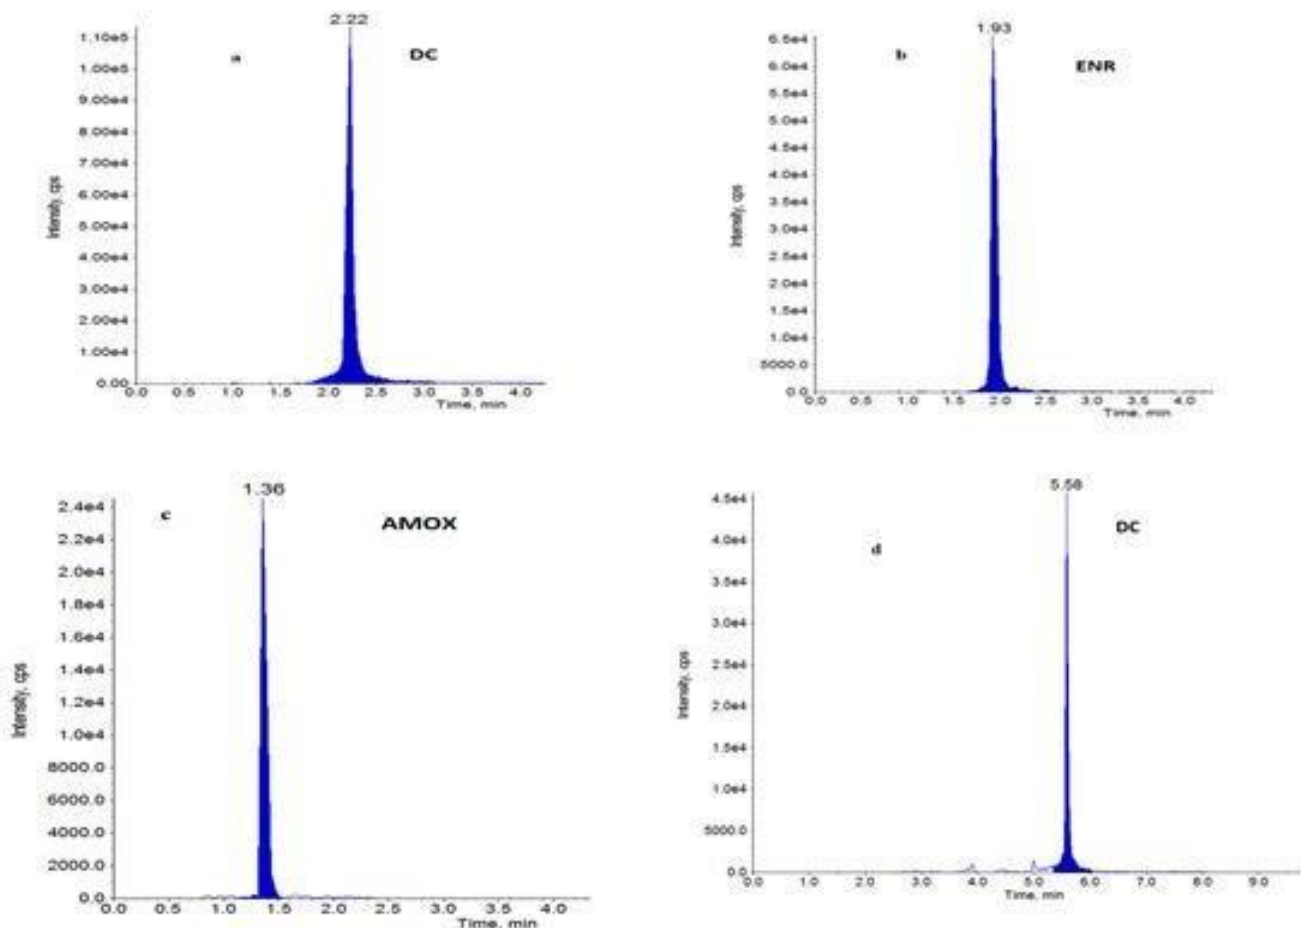 2.22
a
DC
1.10e5
1.00e5
9.00e4
8.00e4
7.00e4
6.00e4
5.00e4
4.00e4
3.00e4
2.00e4
1.00e4
0.00
Intensity, cps
0.0 0.5 1.0 1.5 2.0 2.5 3.0 3.5 4.0
Time, min
1.93
b
ENR
6.5e4
6.0e4
5.5e4
5.0e4
4.5e4
4.0e4
3.5e4
3.0e4
2.5e4
2.0e4
1.5e4
1.0e4
5000.0
0.0
Intensity, cps
0.0 0.5 1.0 1.5 2.0 2.5 3.0 3.5 4.0
Time, min
1.36
c
AMOX
2.4e4
2.2e4
2.0e4
1.8e4
1.6e4
1.4e4
1.2e4
1.0e4
8000.0
6000.0
4000.0
2000.0
0.0
Intensity, cps
0.0 0.5 1.0 1.5 2.0 2.5 3.0 3.5 4.0
Time, min
5.58
DC
d
4.5e4
4.0e4
3.5e4
3.0e4
2.5e4
2.0e4
1.5e4
1.0e4
5000.0
0.0
Intensity, cps
0.0 1.0 2.0 3.0 4.0 5.0 6.0 7.0 8.0 9.0
Time, min